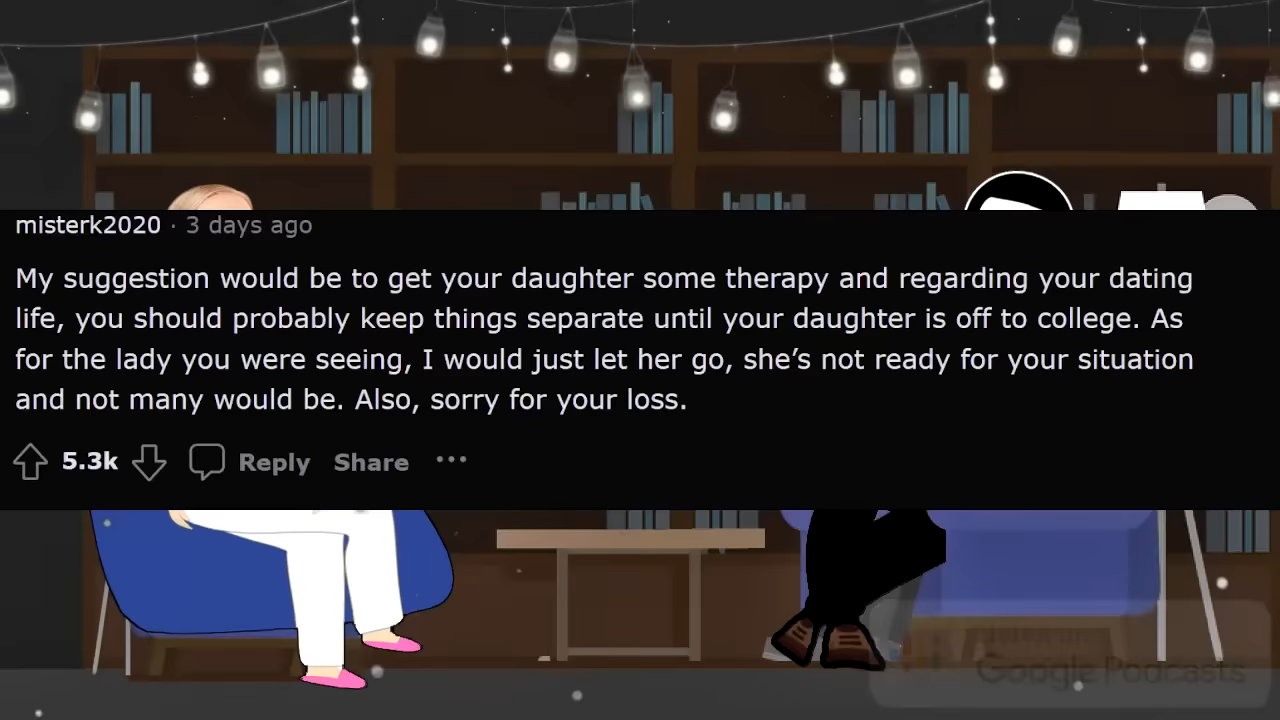 misterk2020 · 3 days ago
My suggestion would be to get your daughter some therapy and regarding your dating
life, you should probably keep things separate until your daughter is off to college. As
for the lady you were seeing, I would just let her go, she’s not ready for your situation
and not many would be. Also, sorry for your loss.
5.3k Reply Share ···
Google Podcasts